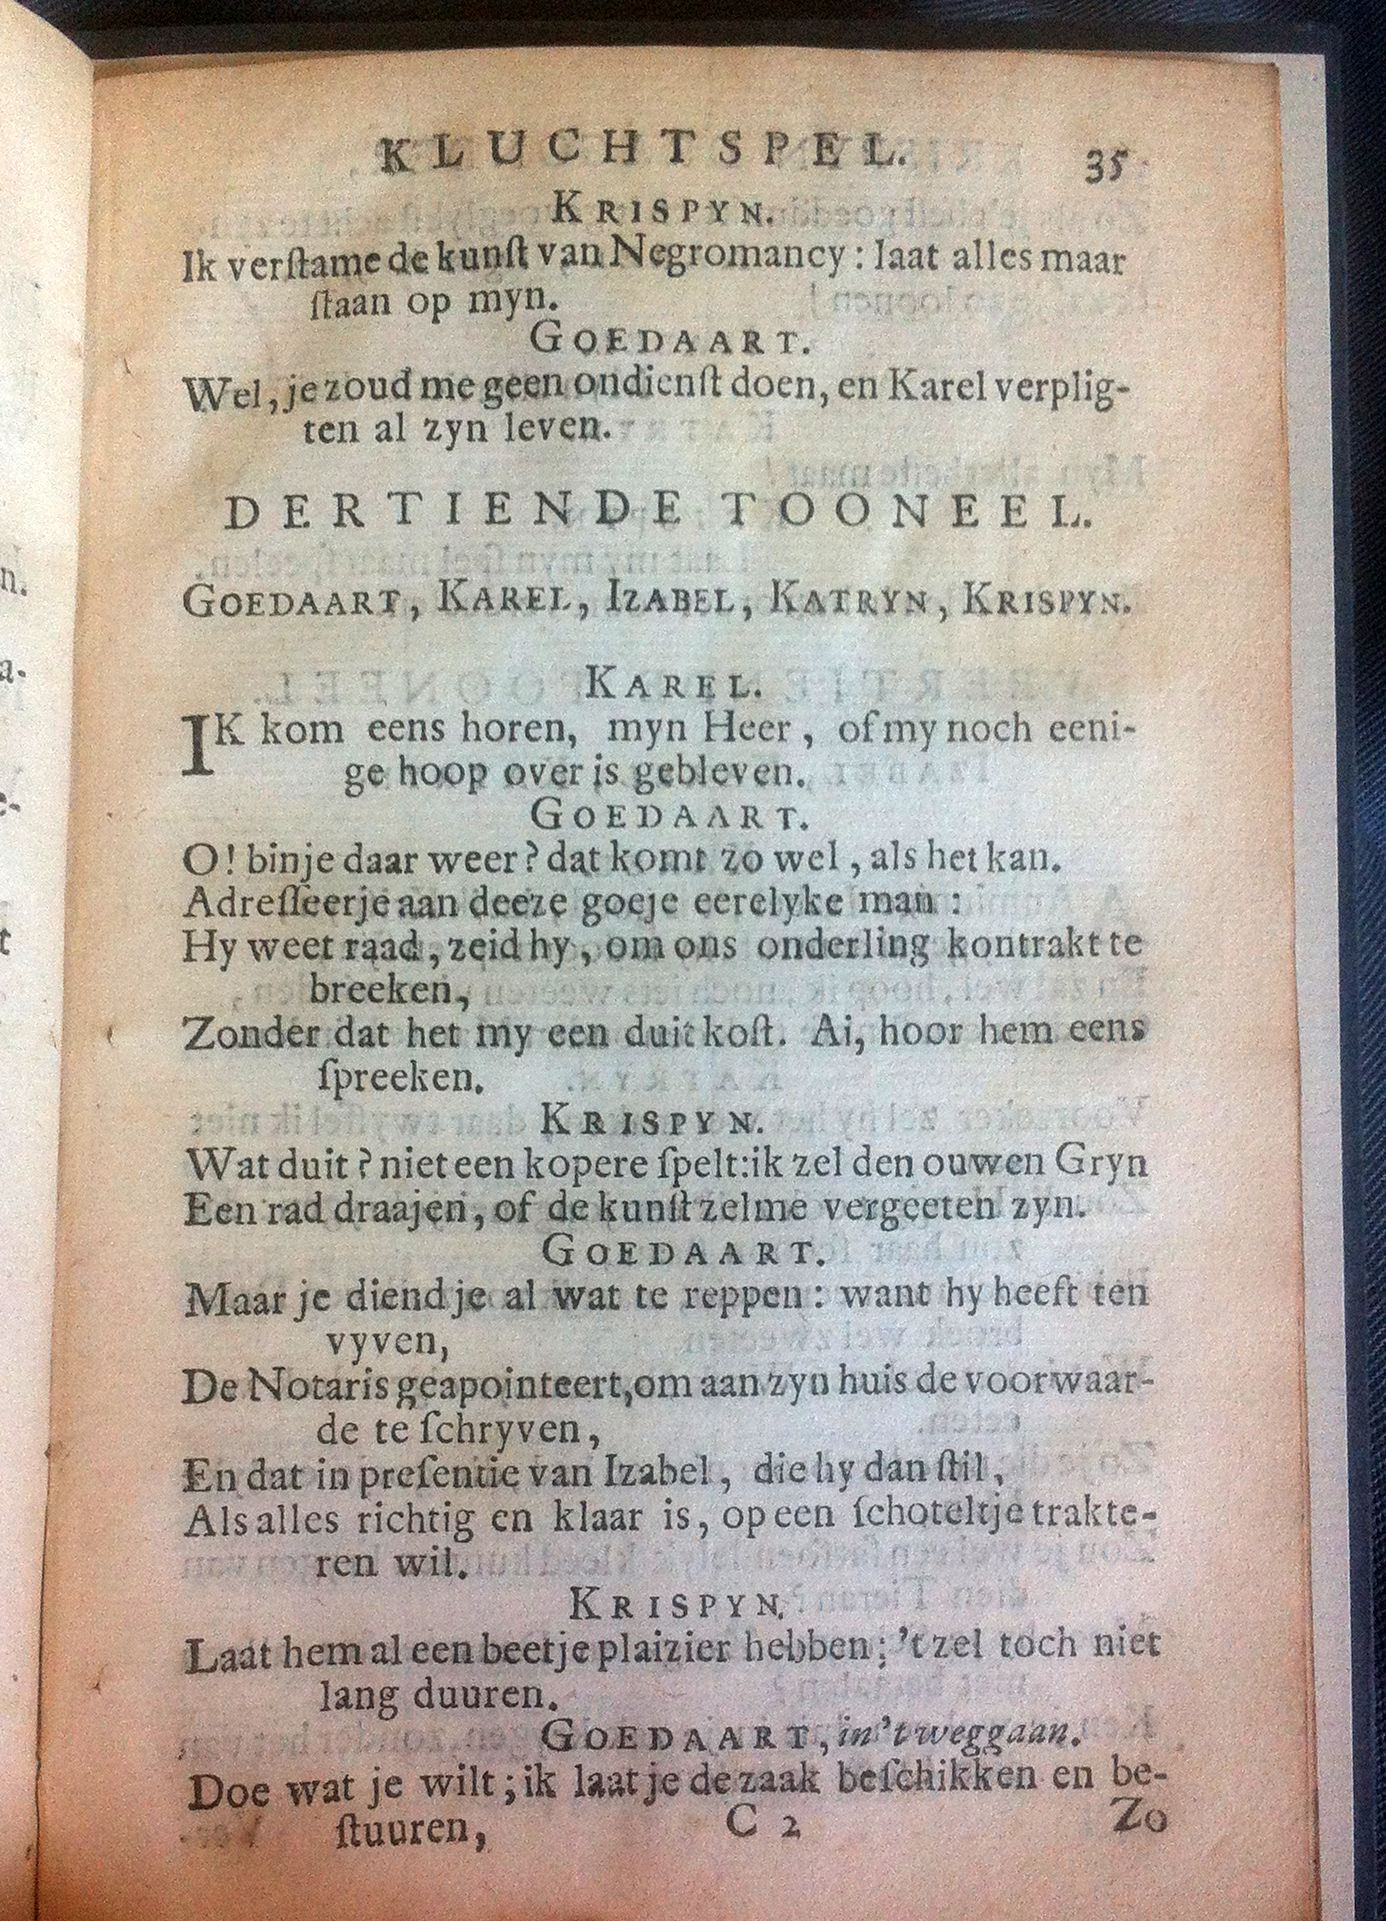 KLUCHTSPEL. 35
KRISPYN.
Ik verſtame de kunſt van Negromancy: laat alles maar
ſtaan op myn.
GOEDAART.
Wel, je zoud me geen ondienſt doen, en Karel verplig-
ten al zyn leven.
DERTIENDE TOONEEL.
GOEDAART, KAREL, IZABEL, KATRYN, KRISPYN.
KAREL.
IK kom eens horen, myn Heer, of my noch eeni-
ge hoop over is gebleven.
GOEDAART.
O! bin je daar weer? dat komt zo wel, als het kan.
Adreſſeer je aan deeze goeje eerelyke man:
Hy weet raad, zeid hy, om ons onderling kontrakt te
breeken,
Zonder dat het my een duit koſt. Ai, hoor hem eens
ſpreeken.
KRISPYN.
Wat duit? niet een kopere ſpelt: ik zel den ouwen Gryn
Een rad draajen, of de kunſt zelme vergeeten zyn.
GOEDAART.
Maar je diend je al wat te reppen: want hy heeft ten
vyven,
De Notaris geapointeert, om aan zyn huis de voorwaar-
de te ſchryven,
En dat in preſentie van Izabel, die hy dan ſtil,
Als alles richtig en klaar is, op een ſchoteltje trakte-
ren wil.
KRISPYN.
Laat hem al een beetje plaizier hebben; 't zel toch niet
lang duuren.
GOEDAART, in 't weggaan.
Doe wat je wilt; ik laat je de zaak beſchikken en be-
ſtuuren,
C 2 Zo